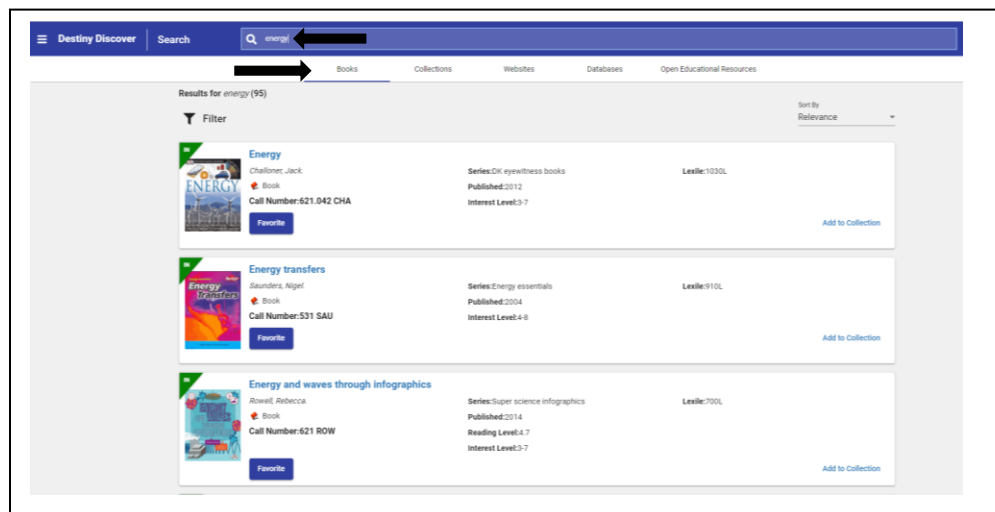 Destiny Discover Search energy
Books Collections Websites Databases Open Educational Resources
Results for energy (95)
Sort By
Filter Relevance
Energy
Challoner, Jack. Series:DK eyewitness books Lexile:1030L
Book Published:2012
Call Number:621.042 CHA Interest Level:3-7
Favorite Add to Collection
ENERGY
Energy transfers
Saunders, Nigel. Series:Energy essentials Lexile:910L
Book Published:2004
Call Number:531 SAU Interest Level:4-8
Favorite Add to Collection
Energy
Transfers
Energy and waves through infographics
Rowell, Rebecca. Series:Super science infographics Lexile:700L
Book Published:2014
Call Number:621 ROW Reading Level:4.7
Interest Level:3-7
Favorite Add to Collection